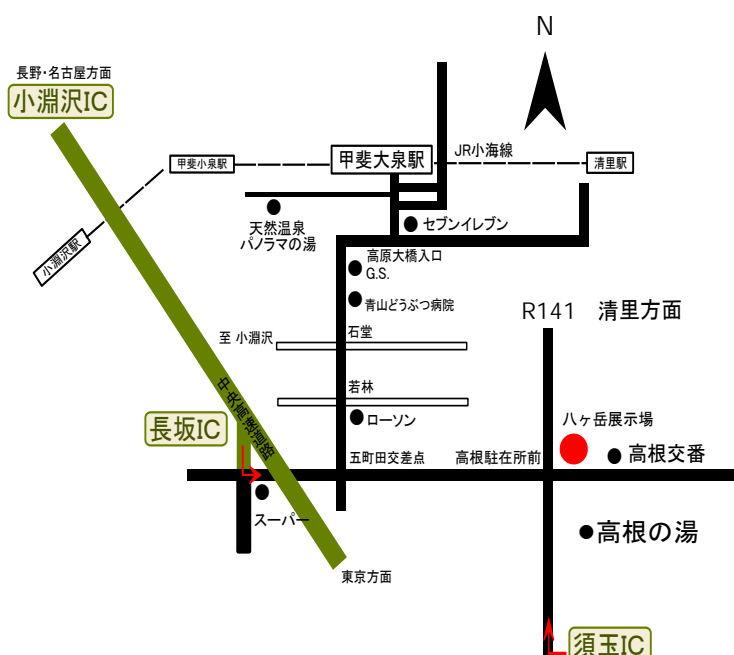 N
長野・名古屋方面
小淵沢IC
甲斐小泉駅
甲斐大泉駅
JR小海線
清里駅
小淵沢駅
天然温泉
パノラマの湯
セブンイレブン
高原大橋入口
G.S.
青山どうぶつ病院
R141 清里方面
至 小淵沢
石堂
中央高速道路
若林
長坂IC
ローソン
八ヶ岳展示場
五町田交差点
高根駐在所前
高根交番
スーパー
高根の湯
東京方面
須玉IC